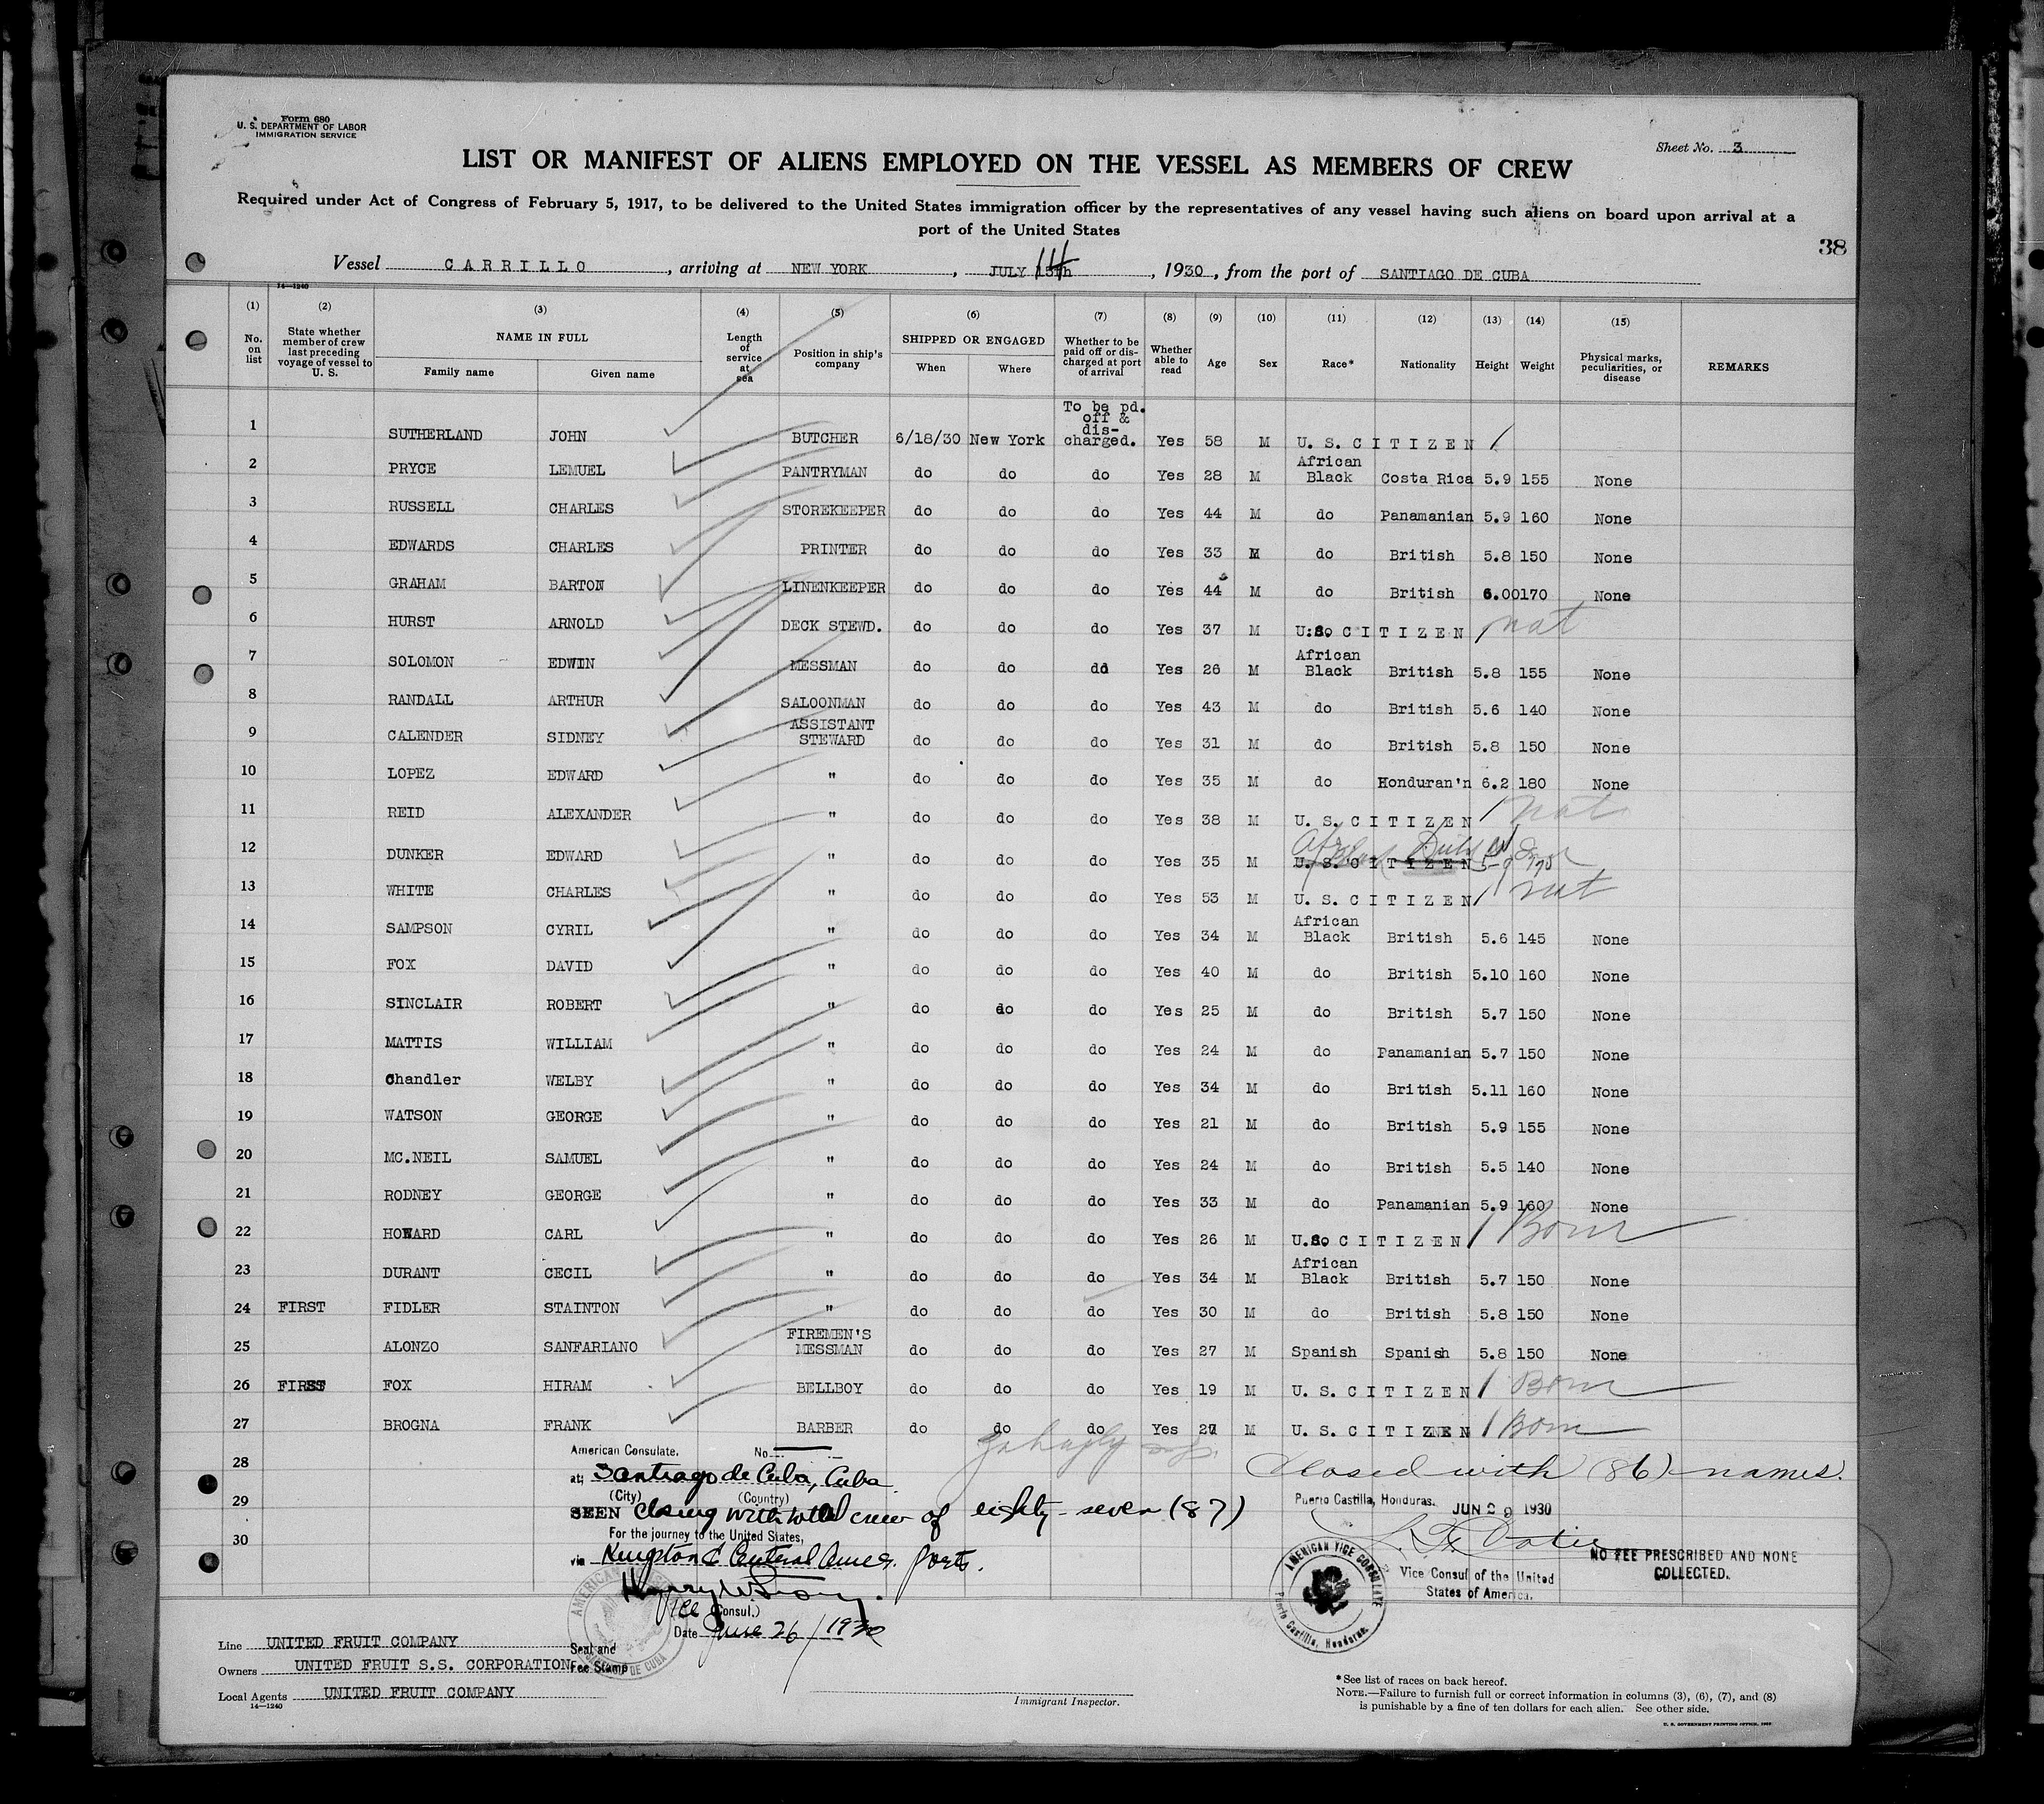 Form 680
U. S. DEPARTMENT OF LABOR
IMMIGRATION SERVICE
Sheet No. 3
LIST OR MANIFEST OF ALIENS EMPLOYED ON THE VESSEL AS MEMBERS OF CREW
Required under Act of Congress of February 5, 1917, to be delivered to the United States immigration officer by the representatives of any vessel having such aliens on board upon arrival at a
port of the United States
38
Vessel CARRILLO, arriving at NEW YORK, JULY 14th, 1930, from the port of SANTIAGO DE CUBA
14—1240
(1) (2) (3) (4) (5) (6) (7) (8) (9) (10) (11) (12) (13) (14) (15)
No. on list State whether member of crew last preceding voyage of vessel to U. S. NAME IN FULL Family name Given name Length of service at sea Position in ship's company SHIPPED OR ENGAGED When Where Whether to be paid off or discharged at port of arrival Whether able to read Age Sex Race* Nationality Height Weight Physical marks, peculiarities, or disease REMARKS
1 SUTHERLAND JOHN BUTCHER 6/18/30 New York To be pd. off & dis-charged. Yes 58 M U. S. CITIZEN
2 PRYCE LEMUEL PANTRYMAN do do do Yes 28 M African Black Costa Rica 5.9 155 None
3 RUSSELL CHARLES STOREKEEPER do do do Yes 44 M do Panamanian 5.9 160 None
4 EDWARDS CHARLES PRINTER do do do Yes 33 M do British 5.8 150 None
5 GRAHAM BARTON LINENKEEPER do do do Yes 44 M do British 6.00 170 None
6 HURST ARNOLD DECK STEWD. do do do Yes 37 M U.S. CITIZEN nat
7 SOLOMON EDWIN MESSMAN do do do Yes 26 M African Black British 5.8 155 None
8 RANDALL ARTHUR SALOONMAN do do do Yes 43 M do British 5.6 140 None
9 CALENDER SIDNEY ASSISTANT STEWARD do do do Yes 31 M do British 5.8 150 None
10 LOPEZ EDWARD " do do do Yes 35 M do Honduran'n 6.2 180 None
11 REID ALEXANDER " do do do Yes 38 M U. S. CITIZEN nat
12 DUNKER EDWARD " do do do Yes 35 M U. S. CITIZEN 5-9
13 WHITE CHARLES " do do do Yes 53 M U. S. CITIZEN nat
14 SAMPSON CYRIL " do do do Yes 34 M African Black British 5.6 145 None
15 FOX DAVID " do do do Yes 40 M do British 5.10 160 None
16 SINCLAIR ROBERT " do do do Yes 25 M do British 5.7 150 None
17 MATTIS WILLIAM " do do do Yes 24 M do Panamanian 5.7 150 None
18 Chandler WELBY " do do do Yes 34 M do British 5.11 160 None
19 WATSON GEORGE " do do do Yes 21 M do British 5.9 155 None
20 MC.NEIL SAMUEL " do do do Yes 24 M do British 5.5 140 None
21 RODNEY GEORGE " do do do Yes 33 M do Panamanian 5.9 160 None
22 HOWARD CARL " do do do Yes 26 M U.S. CITIZEN Born
23 DURANT CECIL " do do do Yes 34 M African Black British 5.7 150 None
24 FIRST FIDLER STAINTON " do do do Yes 30 M do British 5.8 150 None
25 ALONZO SANFARIANO FIREMEN'S MESSMAN do do do Yes 27 M Spanish Spanish 5.8 150 None
26 FIRST FOX HIRAM BELLBOY do do do Yes 19 M U. S. CITIZEN Born
27 BROGNA FRANK BARBER do do do Yes 27 M U. S. CITIZEN Born
28
29
30
American Consulate. No.
at; Santiago de Cuba, Cuba
(City) (Country)
SEEN Closing with total crew of eighty-seven (87)
For the journey to the United States,
via Kingston & Central Amer. ports.
Vice (Consul.)
Date June 26/1930
Seal and
Fee Stamp
Closed with (86) names.
Puerto Castilla, Honduras. JUN 29 1930
Vice Consul of the United
States of America.
NO FEE PRESCRIBED AND NONE
COLLECTED.
AMERICAN VICE CONSULATE
Puerto Castilla, Honduras.
Line UNITED FRUIT COMPANY
Owners UNITED FRUIT S.S. CORPORATION
Local Agents UNITED FRUIT COMPANY
14—1240
Immigrant Inspector.
*See list of races on back hereof.
NOTE.—Failure to furnish full or correct information in columns (3), (6), (7), and (8)
is punishable by a fine of ten dollars for each alien. See other side.